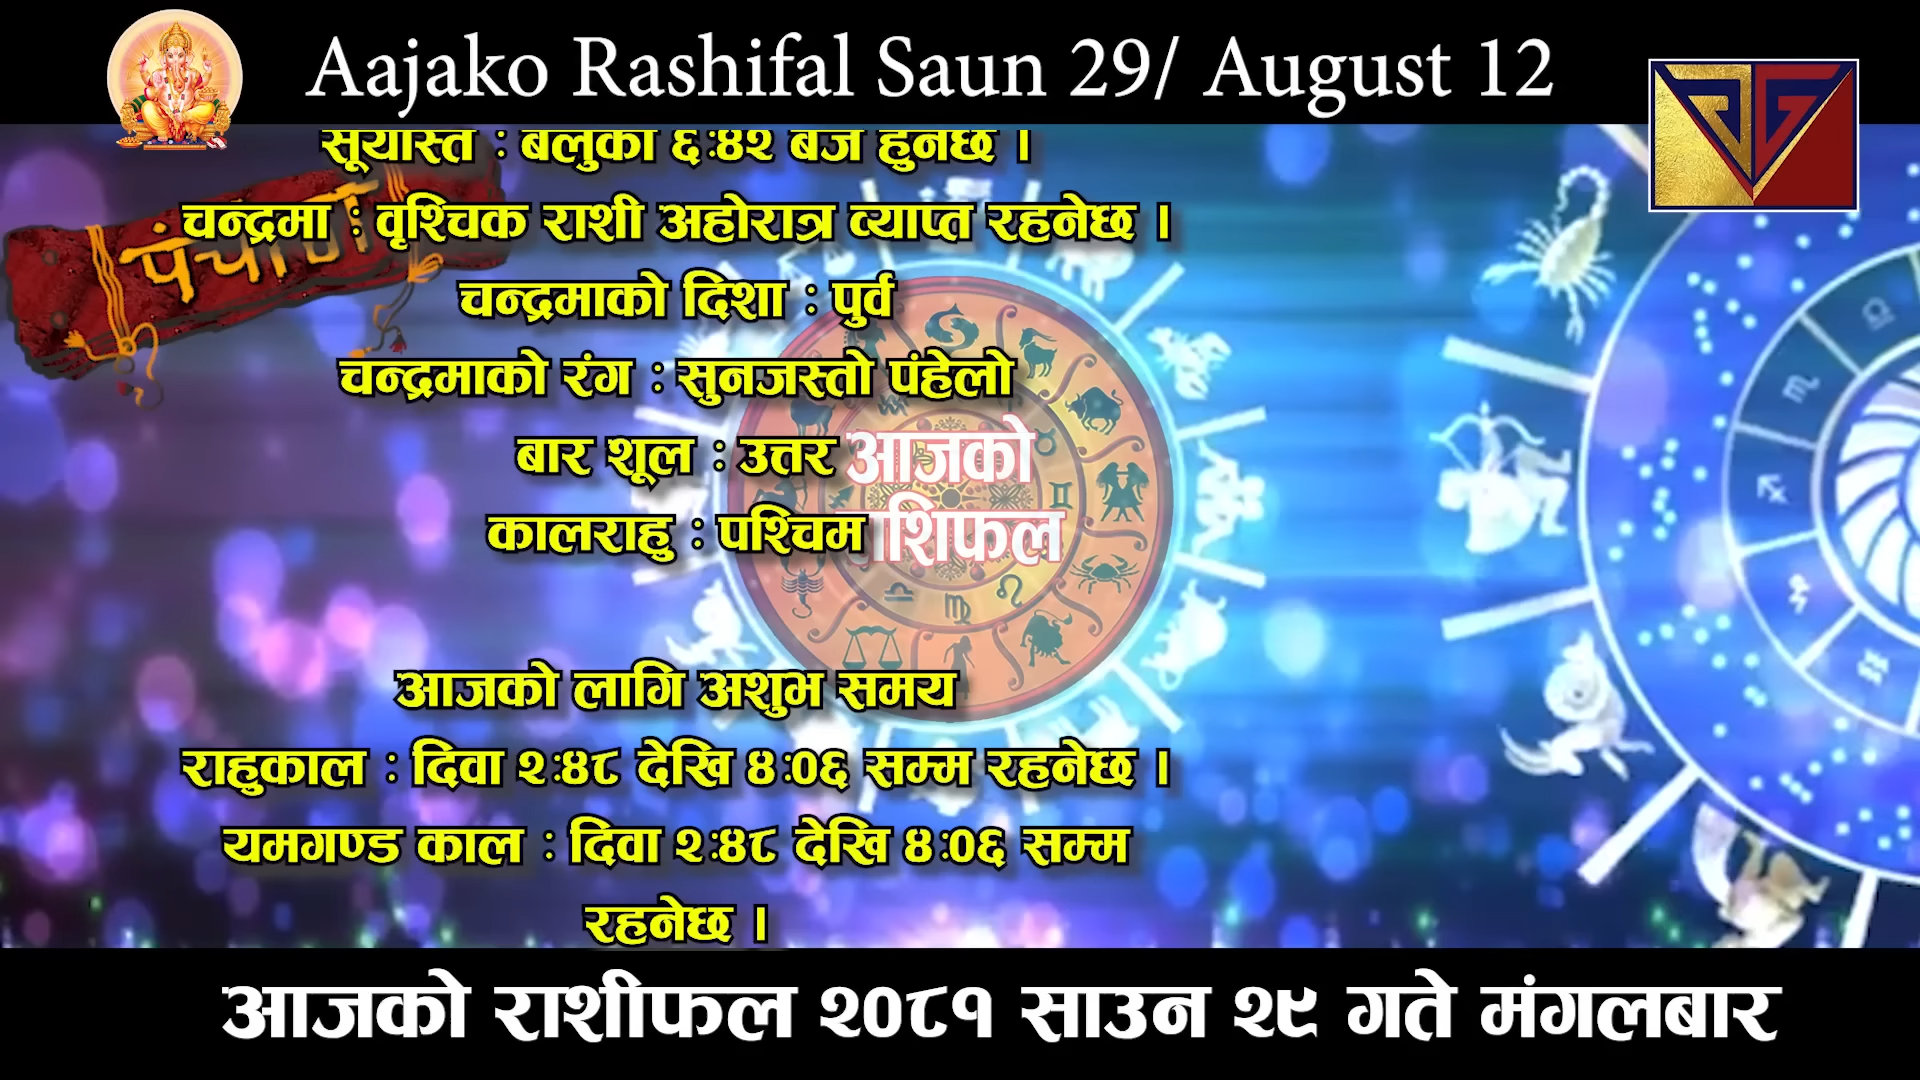 Aajako Rashifal Saun 29/ August 12
सूर्यास्त : बेलुका ६:४२ बजे हुनेछ ।
पंचांग
चन्द्रमा : वृश्चिक राशी अहोरात्र व्याप्त रहनेछ ।
चन्द्रमाको दिशा : पुर्व
चन्द्रमाको रंग : सुनजस्तो पंहेलो
बार शूल : उत्तर
आजको
कालराहु : पश्चिम
राशिफल
आजको लागि अशुभ समय
राहुकाल : दिवा २:४८ देखि ४:०६ सम्म रहनेछ ।
यमगण्ड काल : दिवा २:४८ देखि ४:०६ सम्म
रहनेछ ।
आजको राशीफल २०८१ साउन २९ गते मंगलबार